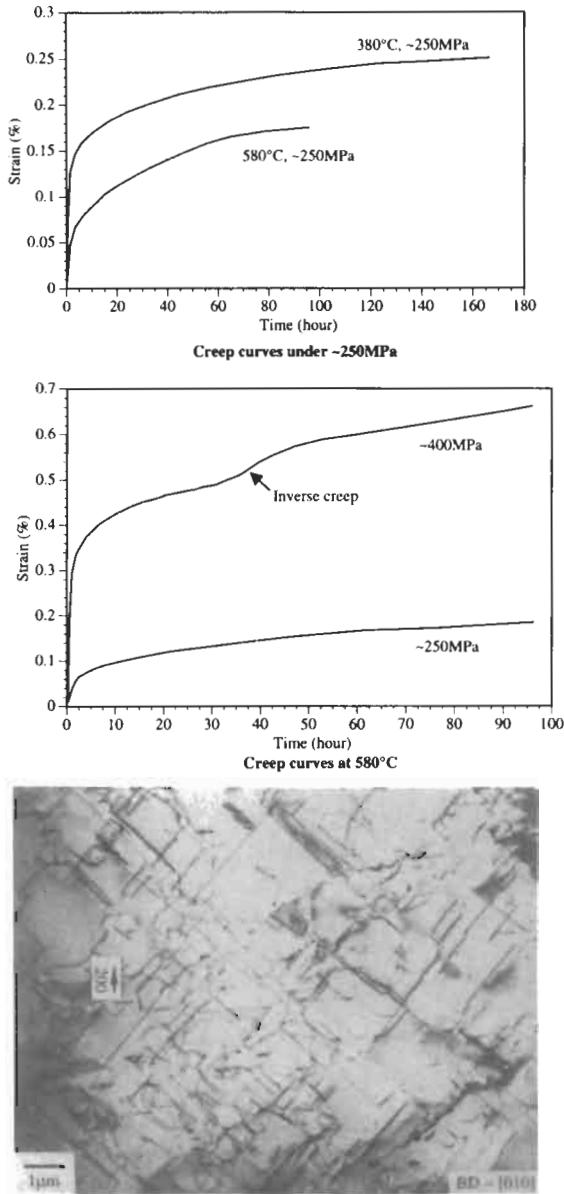 0.3
0.25
0.2
0.15
0.1
0.05
0
Strain (%)
380°C, ~250MPa
580°C, ~250MPa
0 20 40 60 80 100 120 140 160 180
Time (hour)
Creep curves under ~250MPa
0.7
0.6
0.5
0.4
0.3
0.2
0.1
0
Strain (%)
~400MPa
Inverse creep
~250MPa
0 10 20 30 40 50 60 70 80 90 100
Time (hour)
Creep curves at 580°C
200
1µm
BD - [010]